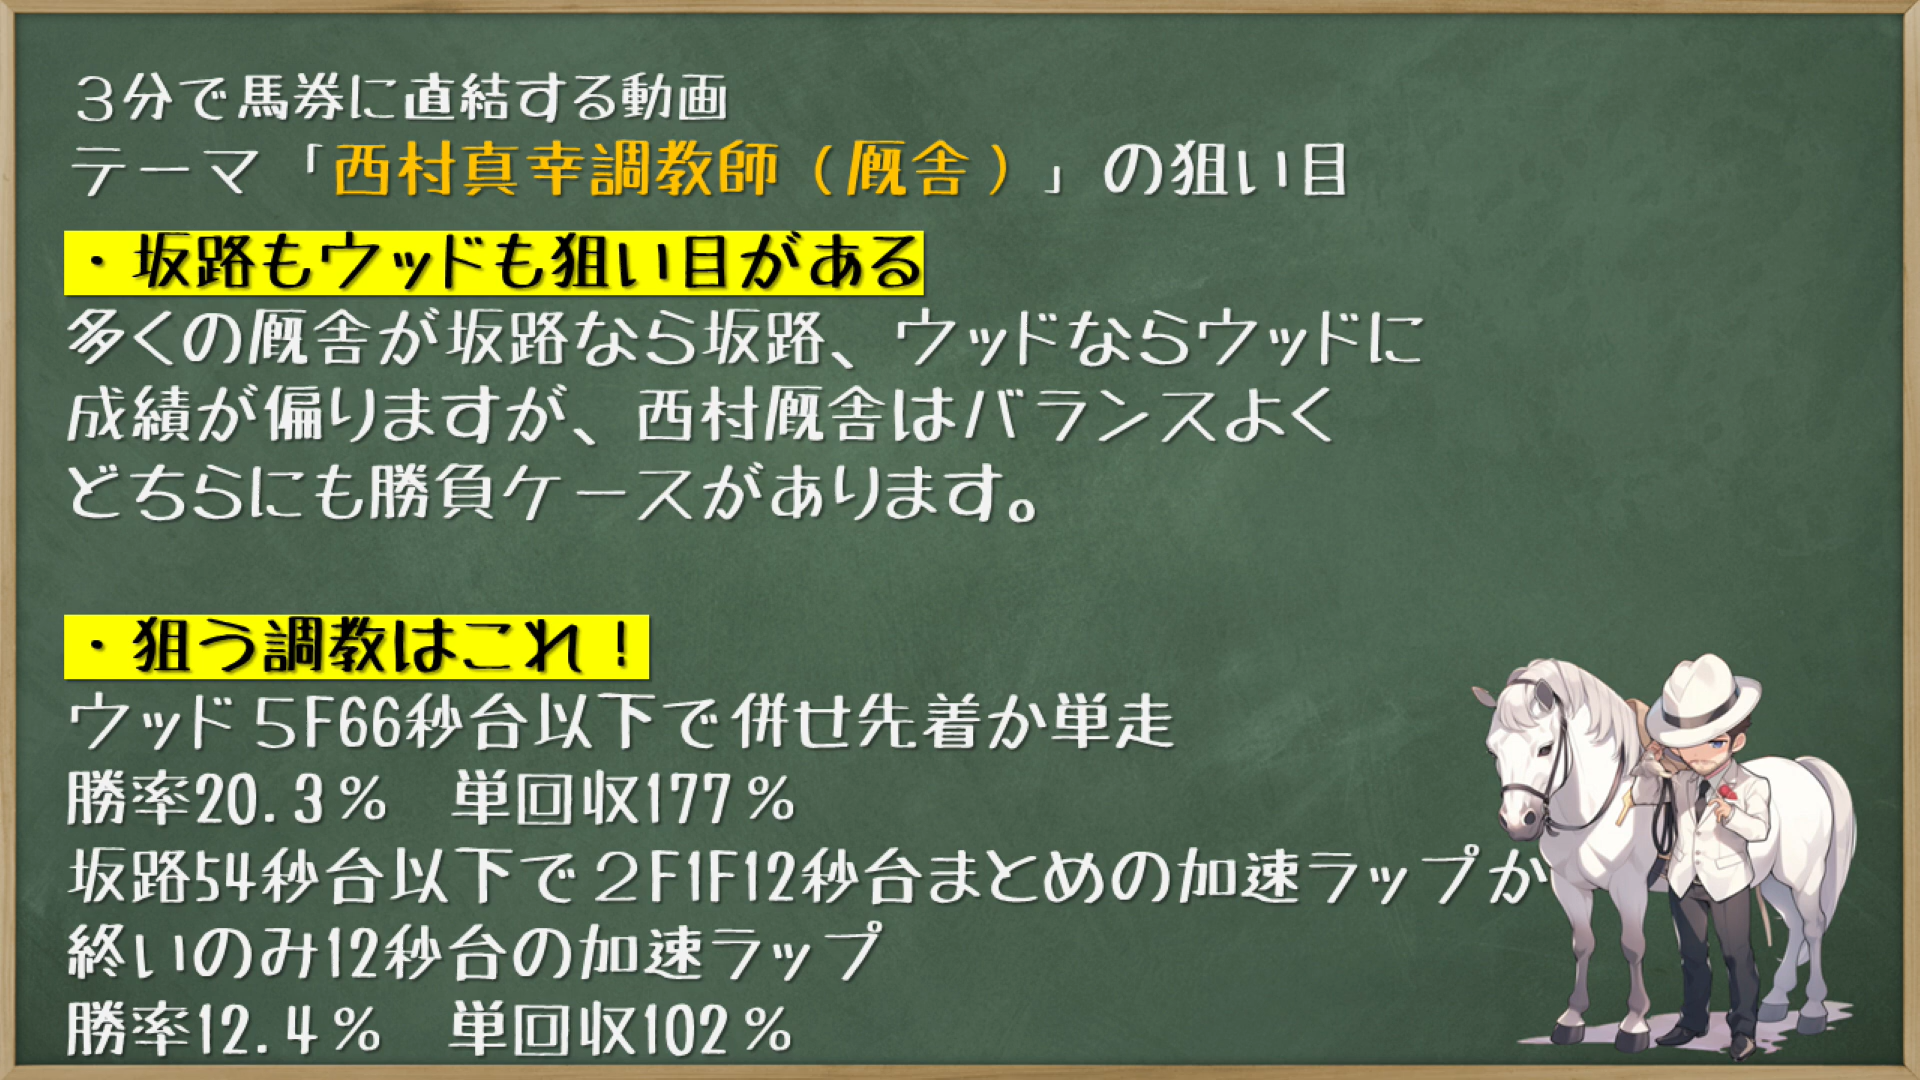 ３分で馬券に直結する動画
テーマ「西村真幸調教師（厩舎）」の狙い目
・坂路もウッドも狙い目がある
多くの厩舎が坂路なら坂路、ウッドならウッドに
成績が偏りますが、西村厩舎はバランスよく
どちらにも勝負ケースがあります。
・狙う調教はこれ！
ウッド５F66秒台以下で併せ先着か単走
勝率20.3％　単回収177％
坂路54秒台以下で２F1F12秒台まとめの加速ラップか
終いのみ12秒台の加速ラップ
勝率12.4％　単回収102％